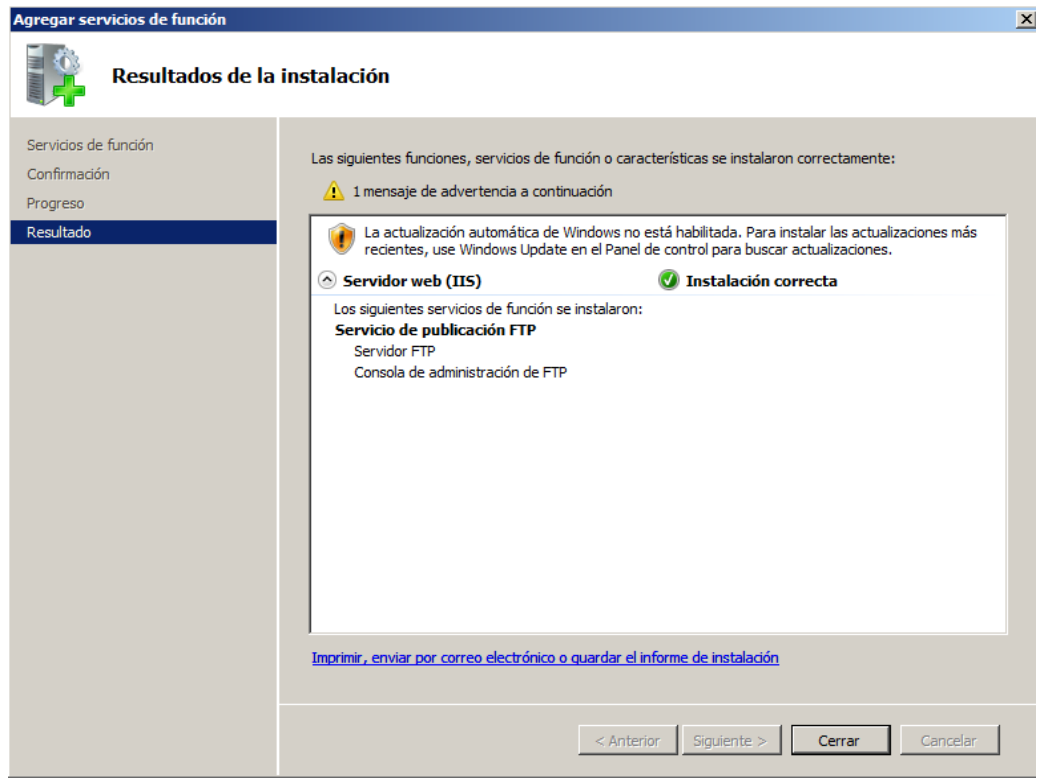 Agregar servicios de función
Resultados de la instalación
Servicios de función
Confirmación
Progreso
Resultado
Las siguientes funciones, servicios de función o características se instalaron correctamente:
1 mensaje de advertencia a continuación
La actualización automática de Windows no está habilitada. Para instalar las actualizaciones más
recientes, use Windows Update en el Panel de control para buscar actualizaciones.
Servidor web (IIS) Instalación correcta
Los siguientes servicios de función se instalaron:
Servicio de publicación FTP
Servidor FTP
Consola de administración de FTP
Imprimir, enviar por correo electrónico o guardar el informe de instalación
< Anterior Siguiente > Cerrar Cancelar